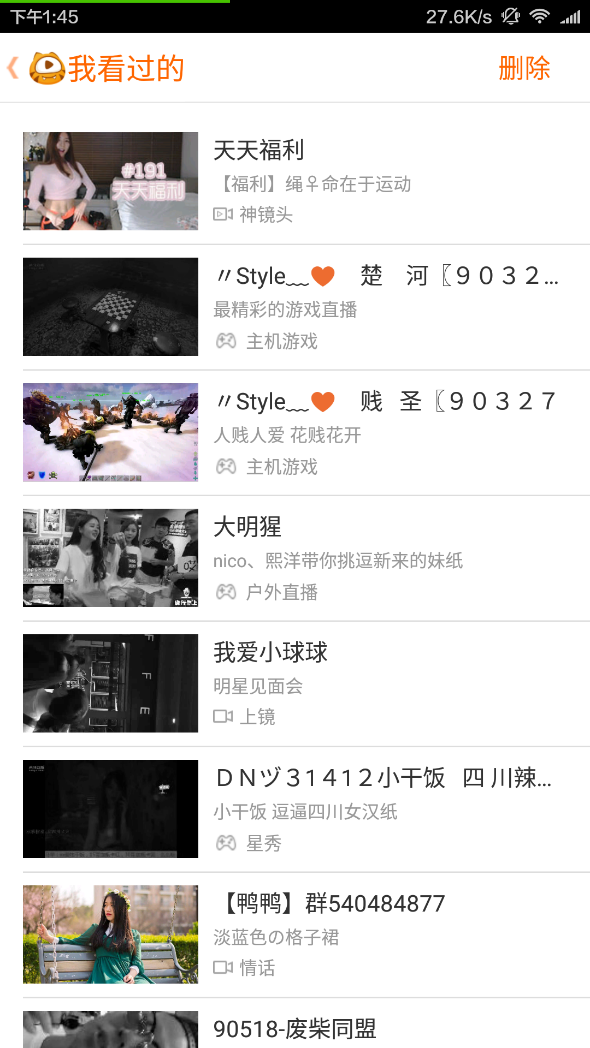 下午1:45
27.6K/s
我看过的
删除
#191
天天福利
天天福利
【福利】绳♀命在于运动
神镜头
〃Style﹏🧡 楚 河〖９０３２...
最精彩的游戏直播
主机游戏
〃Style﹏🧡 贱 圣〖９０３２７
人贱人爱 花贱花开
主机游戏
大明猩
nico、熙洋带你挑逗新来的妹纸
户外直播
我爱小球球
明星见面会
上镜
ＤＮヅ３1４1２小干饭 四 川辣...
小干饭 逗逼四川女汉纸
星秀
【鸭鸭】群540484877
淡蓝色の格子裙
情话
90518-废柴同盟